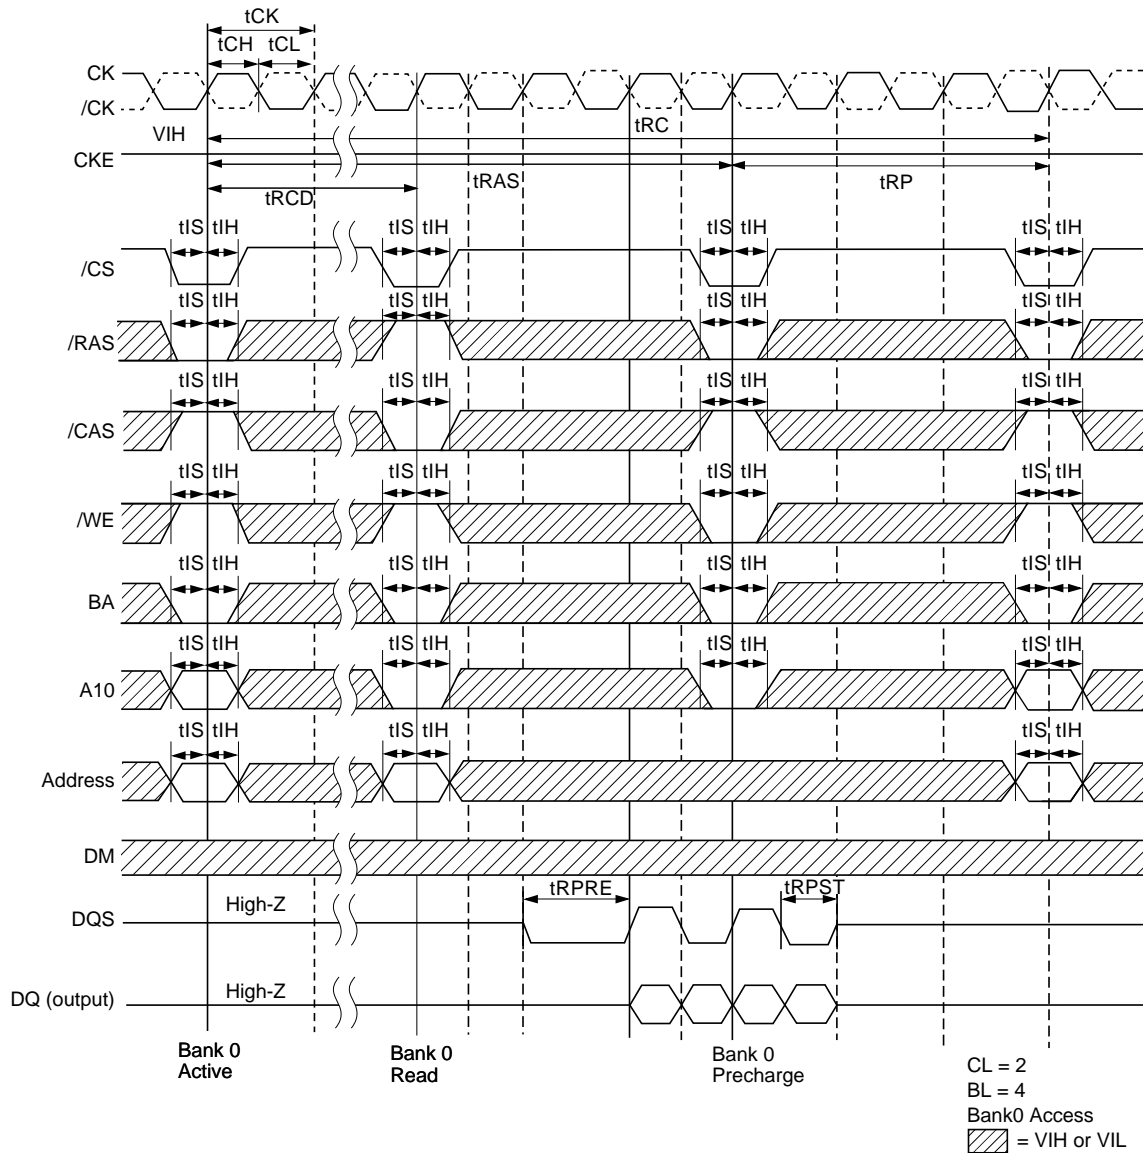 tCK
tCH tCL
CK
/CK
VIH
tRC
CKE
tRAS
tRP
tRCD
tIS tIH tIS tIH tIS tIH tIS tIH
/CS
tIS tIH tIS tIH tIS tIH tIS tIH
/RAS
tIS tIH tIS tIH tIS tIH tIS tIH
/CAS
tIS tIH tIS tIH tIS tIH tIS tIH
/WE
tIS tIH tIS tIH tIS tIH tIS tIH
BA
tIS tIH tIS tIH tIS tIH tIS tIH
A10
tIS tIH tIS tIH tIS tIH
Address
DM
tRPRE tRPST
High-Z
DQS
High-Z
DQ (output)
Bank 0 Bank 0 Bank 0
Active Read Precharge
CL = 2
BL = 4
Bank0 Access
= VIH or VIL